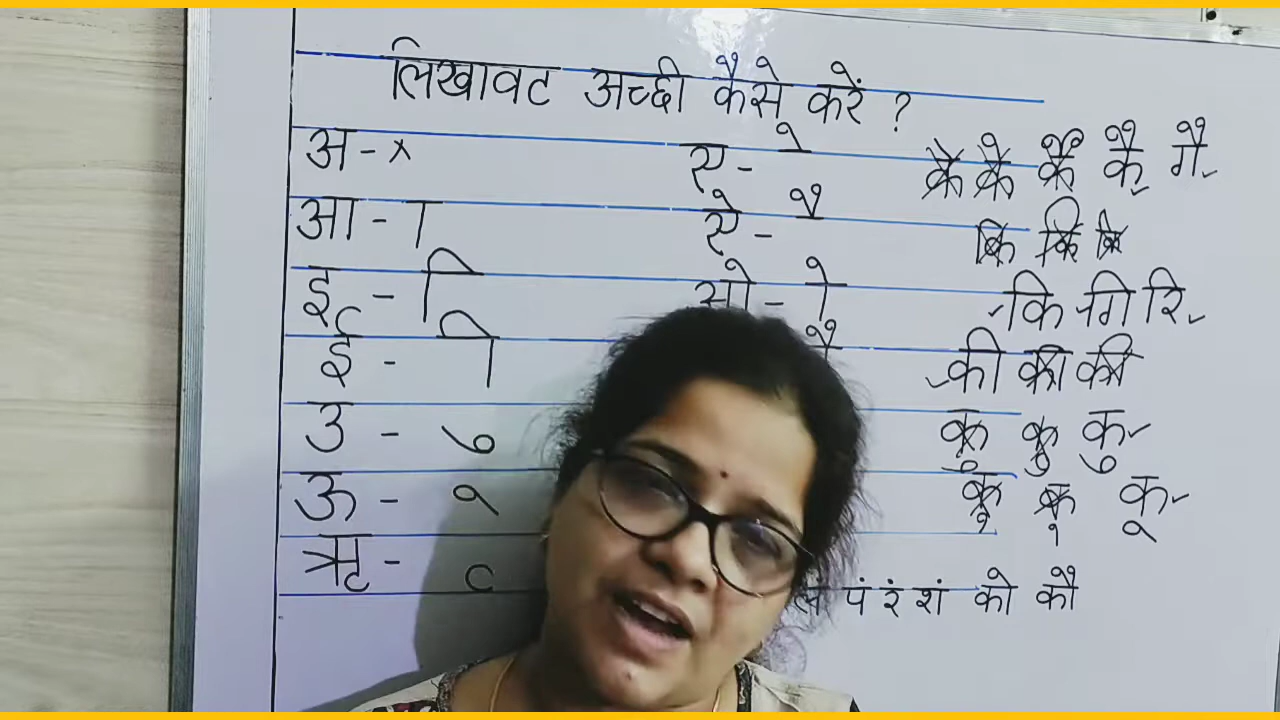 लिखावट अच्छी कैसे करें ?
अ - × ए - े कै कै कै कै गै
आ - ा ऐ - ै कि कि कि
इ - ि ओ - ो कि गि रि
ई - ी ौ की की की
उ - ु कु कु कु
ऊ - ू कू कू कू
ऋ - ृ पं रं शं को कौ